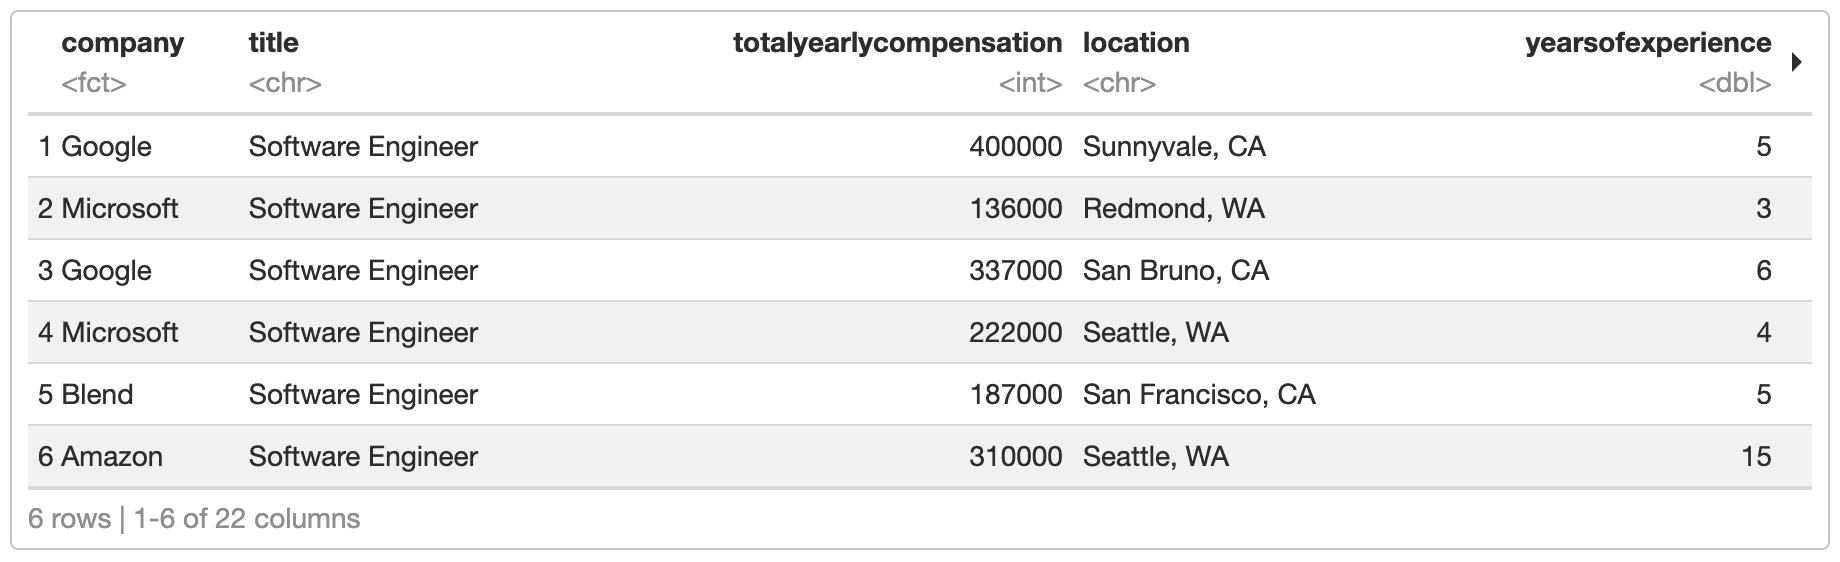 company title totalyearlycompensation location yearsofexperience
<fct> <chr> <int> <chr> <dbl>
1 Google Software Engineer 400000 Sunnyvale, CA 5
2 Microsoft Software Engineer 136000 Redmond, WA 3
3 Google Software Engineer 337000 San Bruno, CA 6
4 Microsoft Software Engineer 222000 Seattle, WA 4
5 Blend Software Engineer 187000 San Francisco, CA 5
6 Amazon Software Engineer 310000 Seattle, WA 15
6 rows | 1-6 of 22 columns